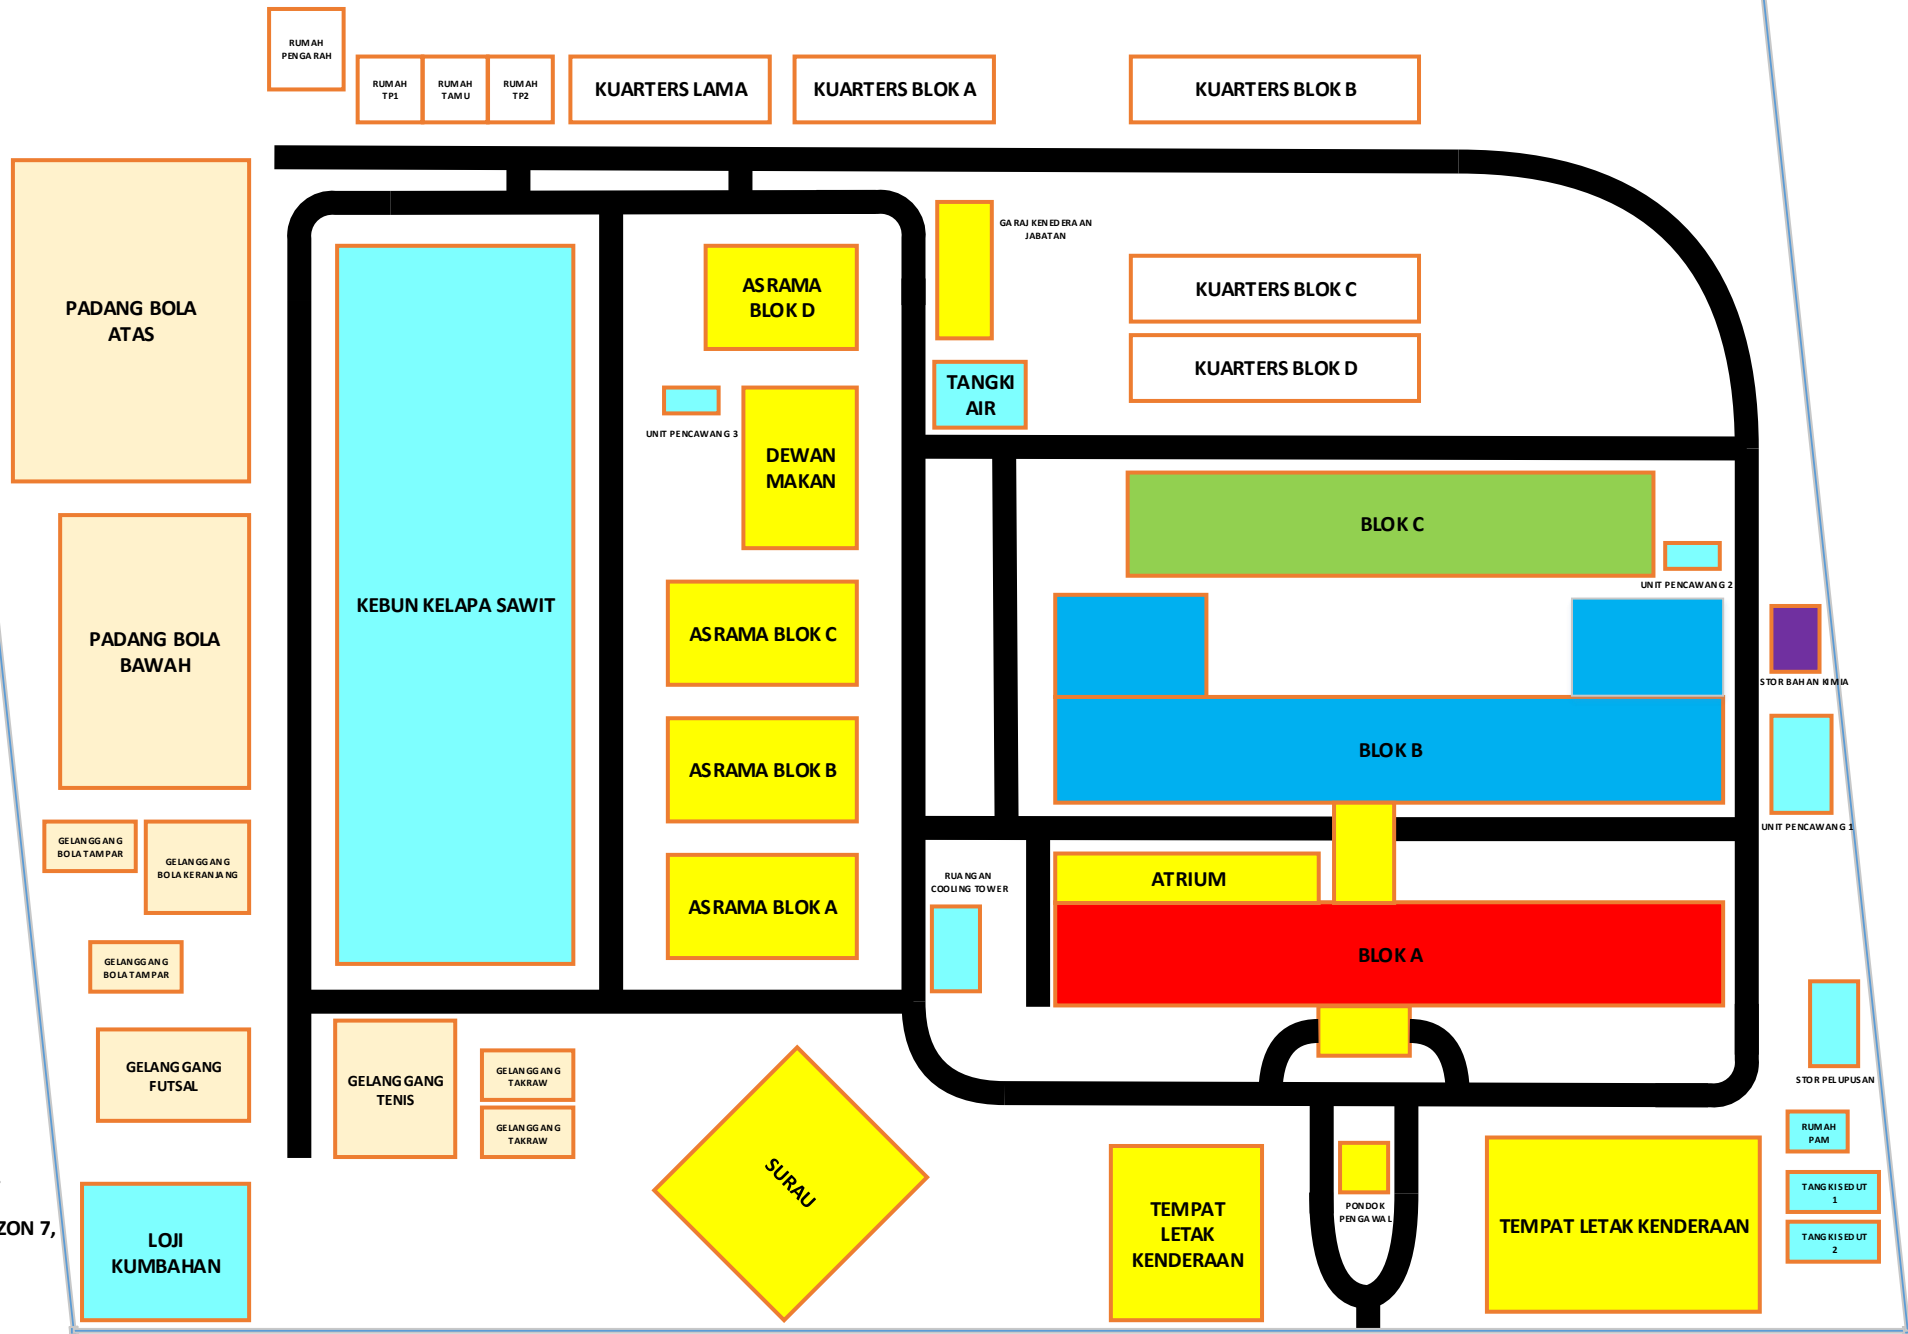 RUMAH
PENGARAH
RUMAH
TP1
RUMAH
TAMU
RUMAH
TP2
KUARTERS LAMA
KUARTERS BLOK A
KUARTERS BLOK B
PADANG BOLA
ATAS
ASRAMA
BLOK D
GARAJ KENEDERAAN
JABATAN
KUARTERS BLOK C
KUARTERS BLOK D
TANGKI
AIR
UNIT PENCAWANG 3
DEWAN
MAKAN
BLOK C
UNIT PENCAWANG 2
KEBUN KELAPA SAWIT
PADANG BOLA
BAWAH
ASRAMA BLOK C
STOR BAHAN KIMIA
ASRAMA BLOK B
BLOK B
UNIT PENCAWANG 1
GELANGGANG
BOLA TAMPAR
GELANGGANG
BOLA KERANJANG
ASRAMA BLOK A
RUANGAN
COOLING TOWER
ATRIUM
BLOK A
GELANGGANG
BOLA TAMPAR
GELANGGANG
FUTSAL
GELANGGANG
TENIS
GELANGGANG
TAKRAW
GELANGGANG
TAKRAW
STOR PELUPUSAN
SURAU
RUMAH
PAM
TANGKI SEDUT
1
TANGKI SEDUT
2
TEMPAT
LETAK
KENDERAAN
PONDOK
PENGAWAL
TEMPAT LETAK KENDERAAN
ZON 7,
LOJI
KUMBAHAN